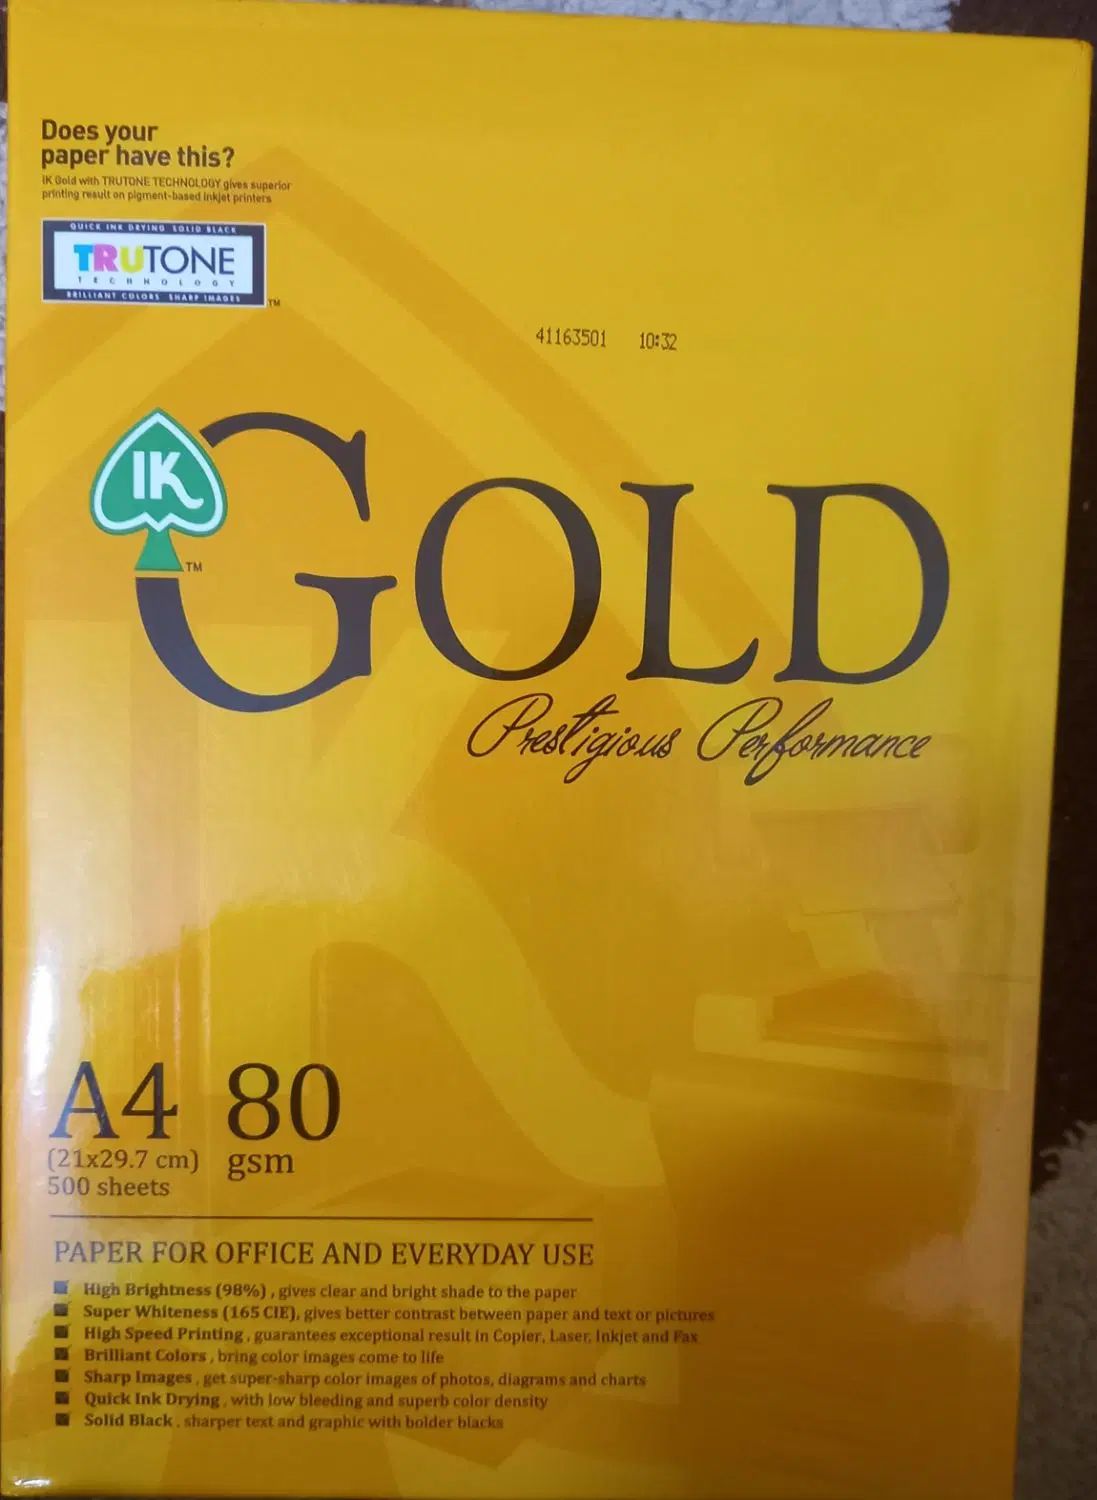 Does your
paper have this?
IK Gold with TRUTONE TECHNOLOGY gives superior
printing result on pigment-based inkjet printers
QUICK INK DRYING SOLID BLACK
TRUTONE
TECHNOLOGY
BRILLIANT COLORS SHARP IMAGES
TM
41163501 10:32
IK
TM
GOLD
Prestigious Performance
A4 80
(21x29.7 cm) gsm
500 sheets
PAPER FOR OFFICE AND EVERYDAY USE
High Brightness (98%) , gives clear and bright shade to the paper
Super Whiteness (165 CIE), gives better contrast between paper and text or pictures
High Speed Printing , guarantees exceptional result in Copier, Laser, Inkjet and Fax
Brilliant Colors , bring color images come to life
Sharp Images , get super-sharp color images of photos, diagrams and charts
Quick Ink Drying , with low bleeding and superb color density
Solid Black , sharper text and graphic with bolder blacks